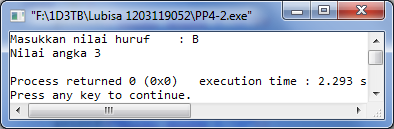 "F:\1D3TB\Lubisa 1203119052\PP4-2.exe"
Masukkan nilai huruf    : B
Nilai angka 3
Process returned 0 (0x0)   execution time : 2.293 s
Press any key to continue.